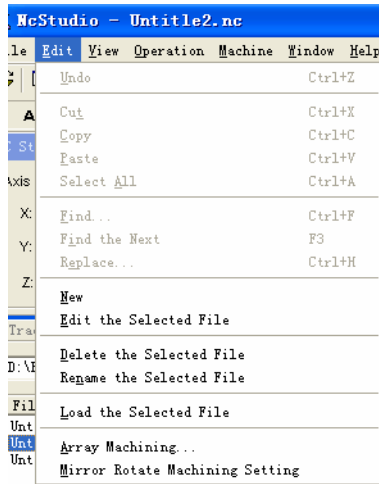 NcStudio - Untitle2.nc
Edit View Operation Machine Window Help
Undo Ctrl+Z
Cut Ctrl+X
Copy Ctrl+C
Paste Ctrl+V
Select All Ctrl+A
Axis
X:
Y:
Z:
Find... Ctrl+F
Find the Next F3
Replace... Ctrl+H
New
Edit the Selected File
Delete the Selected File
Rename the Selected File
Load the Selected File
Array Machining...
Mirror Rotate Machining Setting
Fil
Unt
Unt
Unt